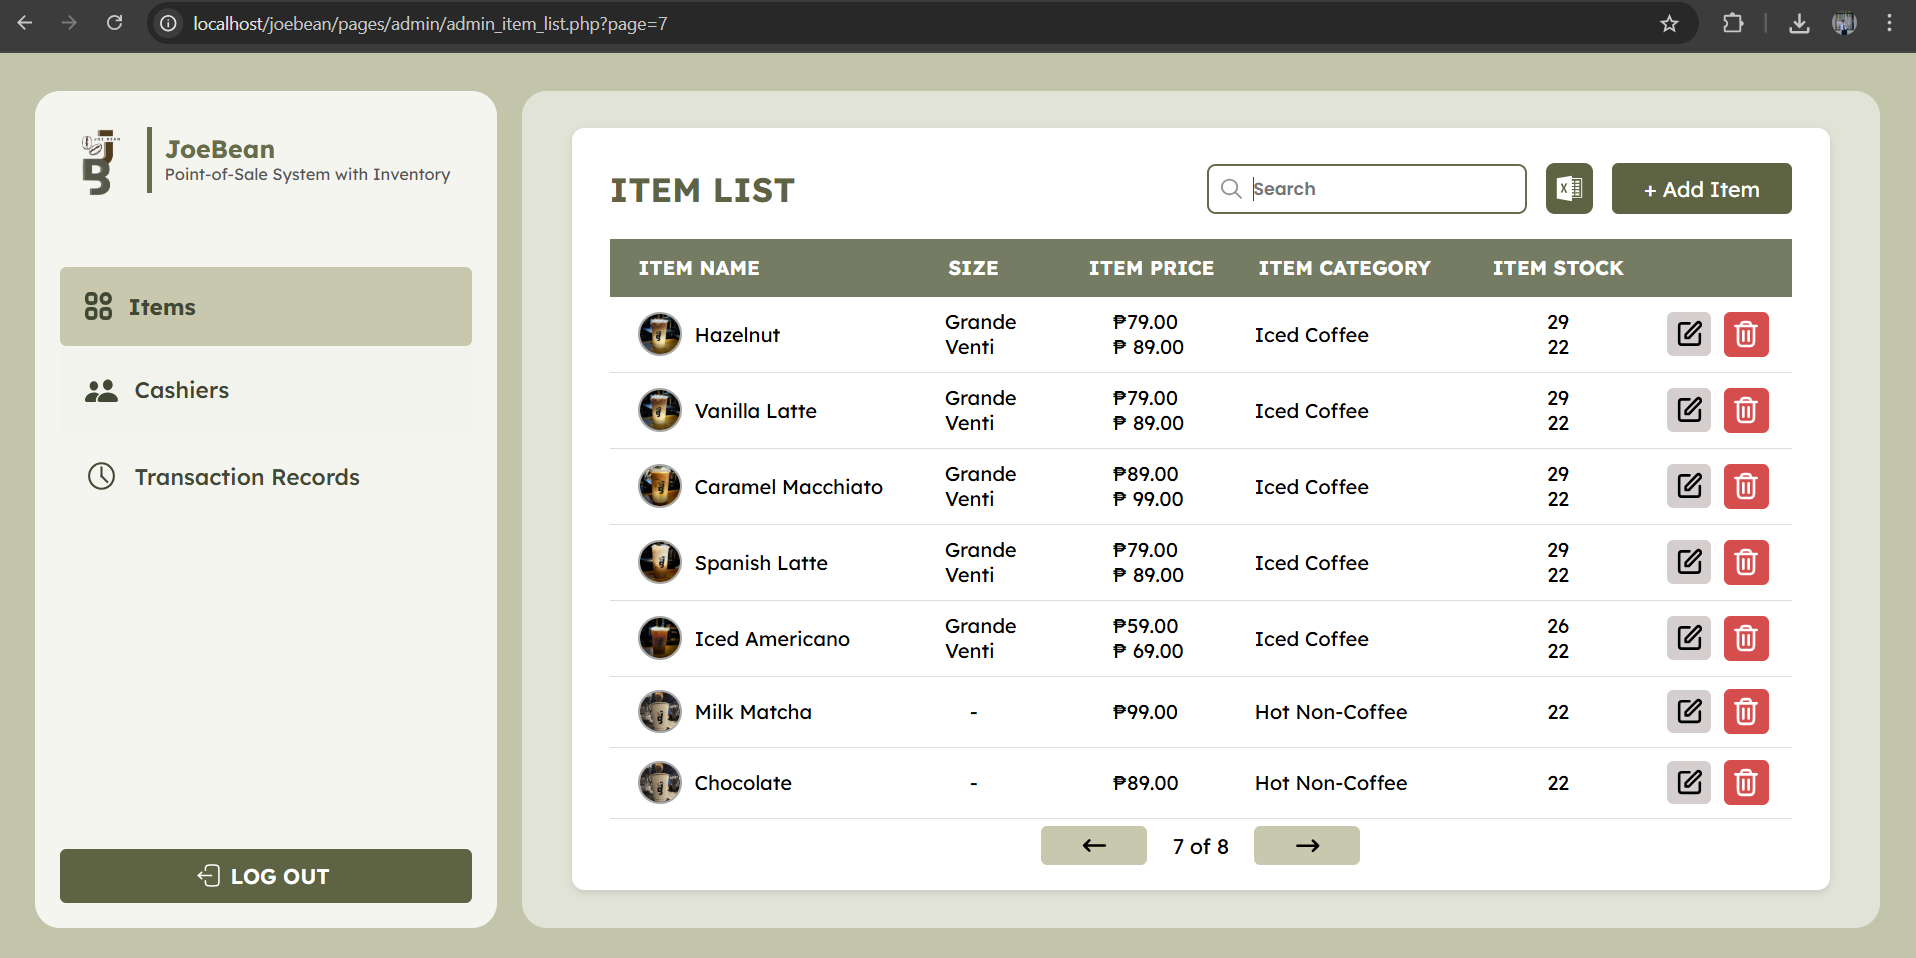 localhost/joebean/pages/admin/admin_item_list.php?page=7
JoeBean
Point-of-Sale System with Inventory
Items
Cashiers
Transaction Records
LOG OUT
ITEM LIST
Search
+ Add Item
ITEM NAME SIZE ITEM PRICE ITEM CATEGORY ITEM STOCK
Hazelnut Grande ₱79.00 Iced Coffee 29
Venti ₱ 89.00 22
Vanilla Latte Grande ₱79.00 Iced Coffee 29
Venti ₱ 89.00 22
Caramel Macchiato Grande ₱89.00 Iced Coffee 29
Venti ₱ 99.00 22
Spanish Latte Grande ₱79.00 Iced Coffee 29
Venti ₱ 89.00 22
Iced Americano Grande ₱59.00 Iced Coffee 26
Venti ₱ 69.00 22
Milk Matcha - ₱99.00 Hot Non-Coffee 22
Chocolate - ₱89.00 Hot Non-Coffee 22
7 of 8